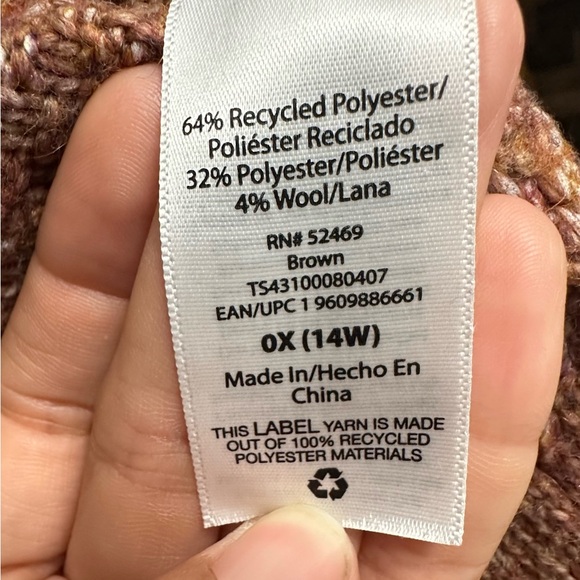 64% Recycled Polyester/
Poliéster Reciclado
32% Polyester/Poliéster
4% Wool/Lana
RN# 52469
Brown
TS43100080407
EAN/UPC 1 9609886661
0X (14W)
Made In/Hecho En
China
THIS LABEL YARN IS MADE
OUT OF 100% RECYCLED
POLYESTER MATERIALS